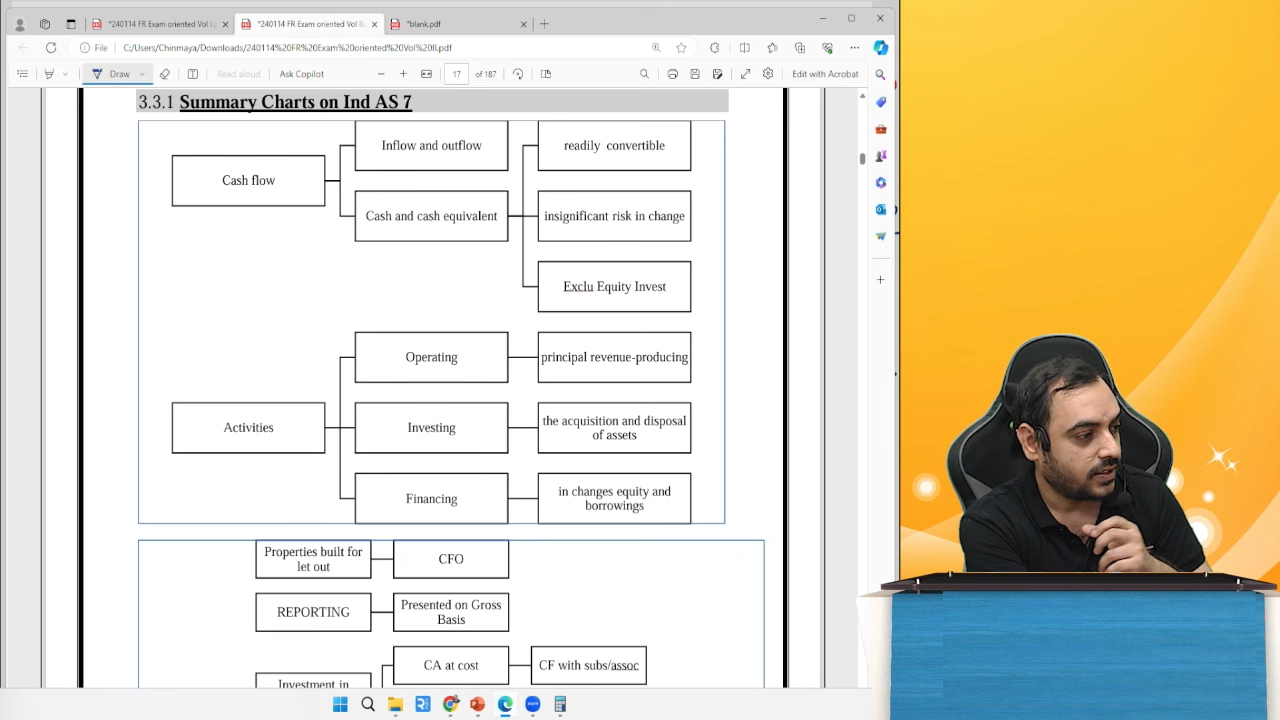 *240114 FR Exam oriented Vol I.p
*240114 FR Exam oriented Vol II.
*blank.pdf
File
C:/Users/Chinmaya/Downloads/240114%20FR%20Exam%20oriented%20Vol%20II.pdf
Draw
Read aloud
Ask Copilot
17
of 187
Edit with Acrobat
3.3.1 Summary Charts on Ind AS 7
Cash flow
Inflow and outflow
Cash and cash equivalent
readily convertible
insignificant risk in change
Exclu Equity Invest
Activities
Operating
principal revenue-producing
Investing
the acquisition and disposal
of assets
Financing
in changes equity and
borrowings
Properties built for
let out
CFO
REPORTING
Presented on Gross
Basis
Investment in
CA at cost
CF with subs/assoc